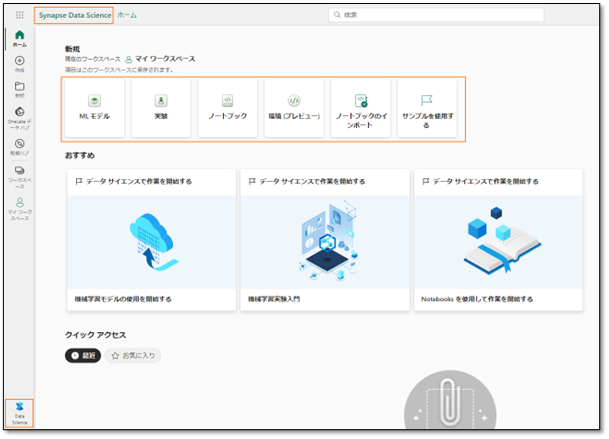 Synapse Data Science ホーム
検索
ホーム
作成
参照
OneLake デ
ータ ハブ
監視ハブ
ワークスペ
ース
マイ ワーク
スペース
Data
Science
新規
現在のワークスペース マイ ワークスペース
項目はこのワークスペースに保存されます。
ML モデル
実験
ノートブック
環境 (プレビュー)
ノートブックのイ
ンポート
サンプルを使用す
る
おすすめ
データ サイエンスで作業を開始する
機械学習モデルの使用を開始する
データ サイエンスで作業を開始する
機械学習実験入門
データ サイエンスで作業を開始する
Notebooks を使用して作業を開始する
クイック アクセス
最近
お気に入り